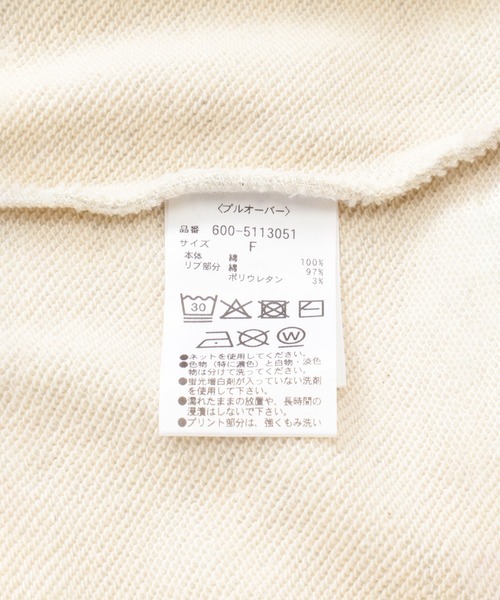 〈プルオーバー〉
品番 600-5113051
サイズ F
本体 綿 100%
リブ部分 綿 97%
ポリウレタン 3%
30
W
●ネットを使用してください。
●色物（特に濃色）と白物・淡色
物は分けて洗ってください。
●蛍光増白剤が入っていない洗剤
を使用して下さい。
●濡れたままの放置や、長時間の
浸漬はしないで下さい。
●プリント部分は、強くもみ洗い